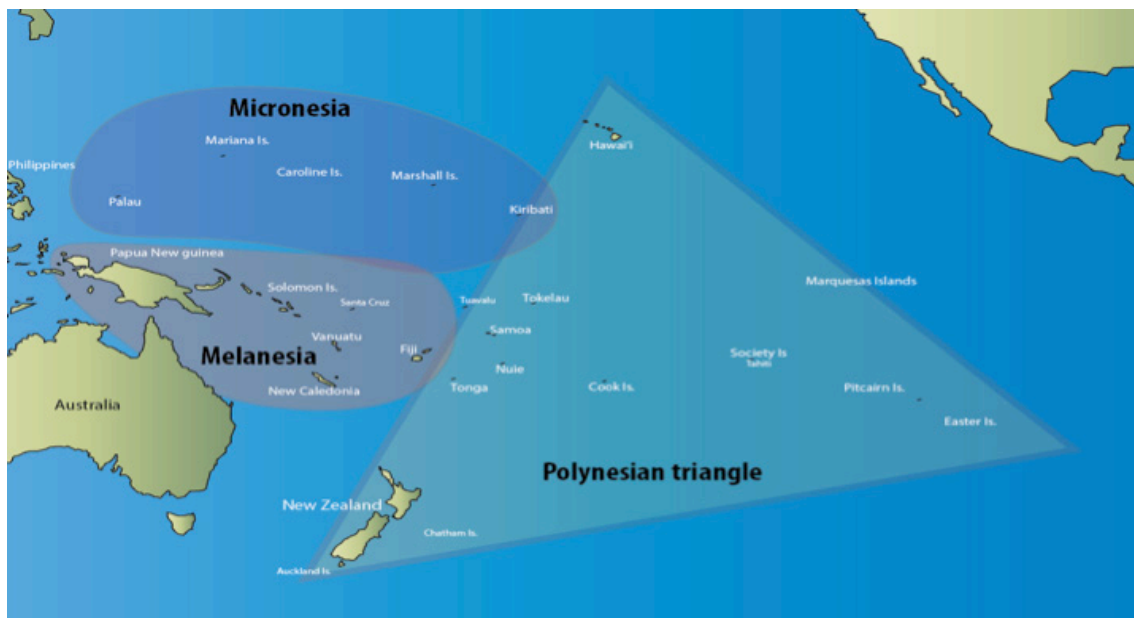 Micronesia
Mariana Is.
Philippines
Caroline Is.
Marshall Is.
Palau
Kiribati
Hawai'i
Papua New guinea
Solomon Is.
Santa Cruz
Tuavalu
Tokelau
Marquesas Islands
Vanuatu
Samoa
Melanesia
Fiji
Nuie
Society Is
Tahiti
New Caledonia
Tonga
Cook Is.
Pitcairn Is.
Australia
Easter Is.
Polynesian triangle
New Zealand
Chatham Is.
Auckland Is.